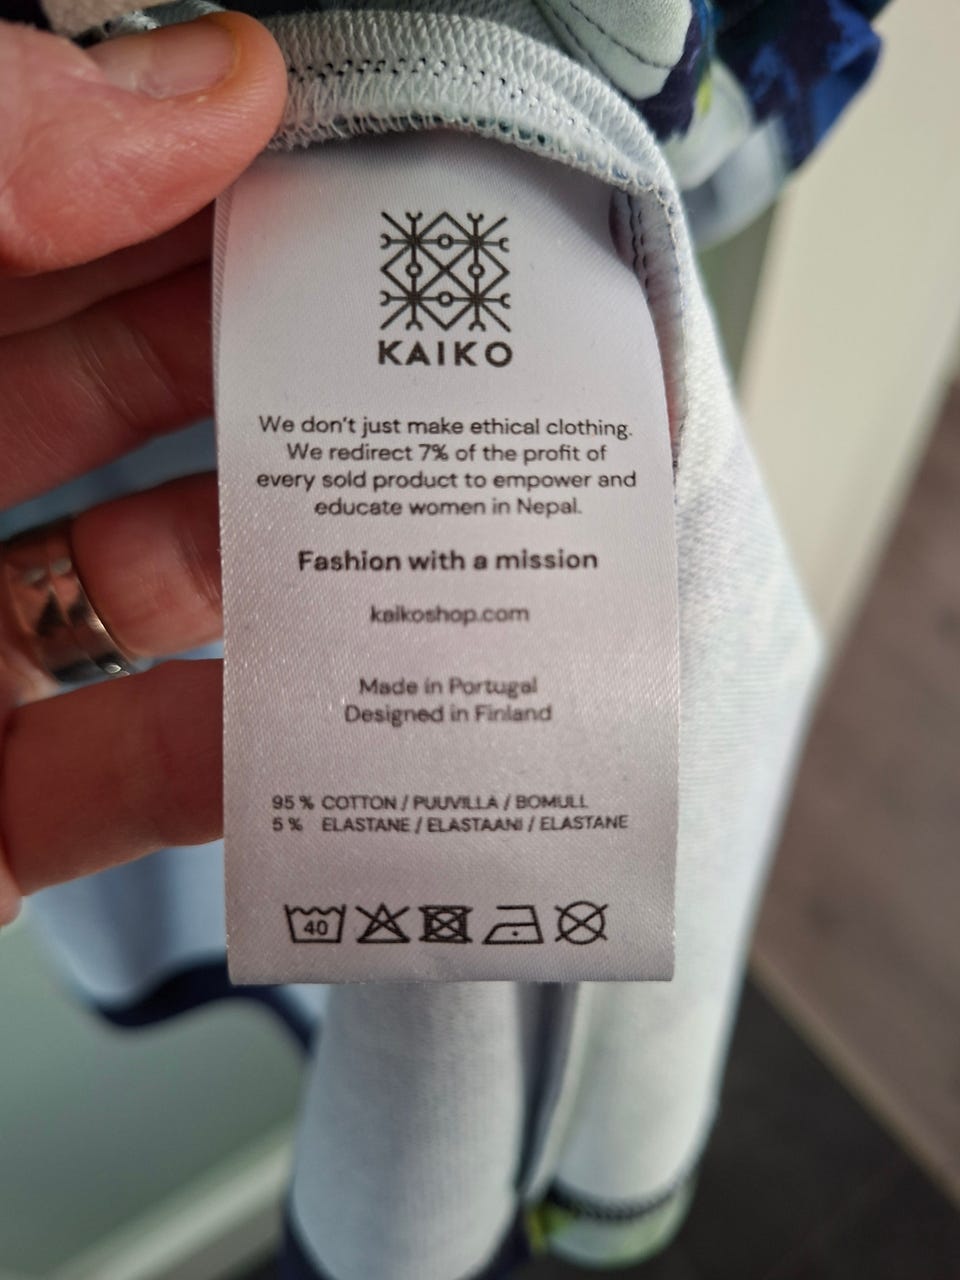 KAIKO
We don't just make ethical clothing.
We redirect 7% of the profit of
every sold product to empower and
educate women in Nepal.
Fashion with a mission
kaikoshop.com
Made in Portugal
Designed in Finland
95 % COTTON / PUUVILLA / BOMULL
5 % ELASTANE / ELASTAANI / ELASTANE
40